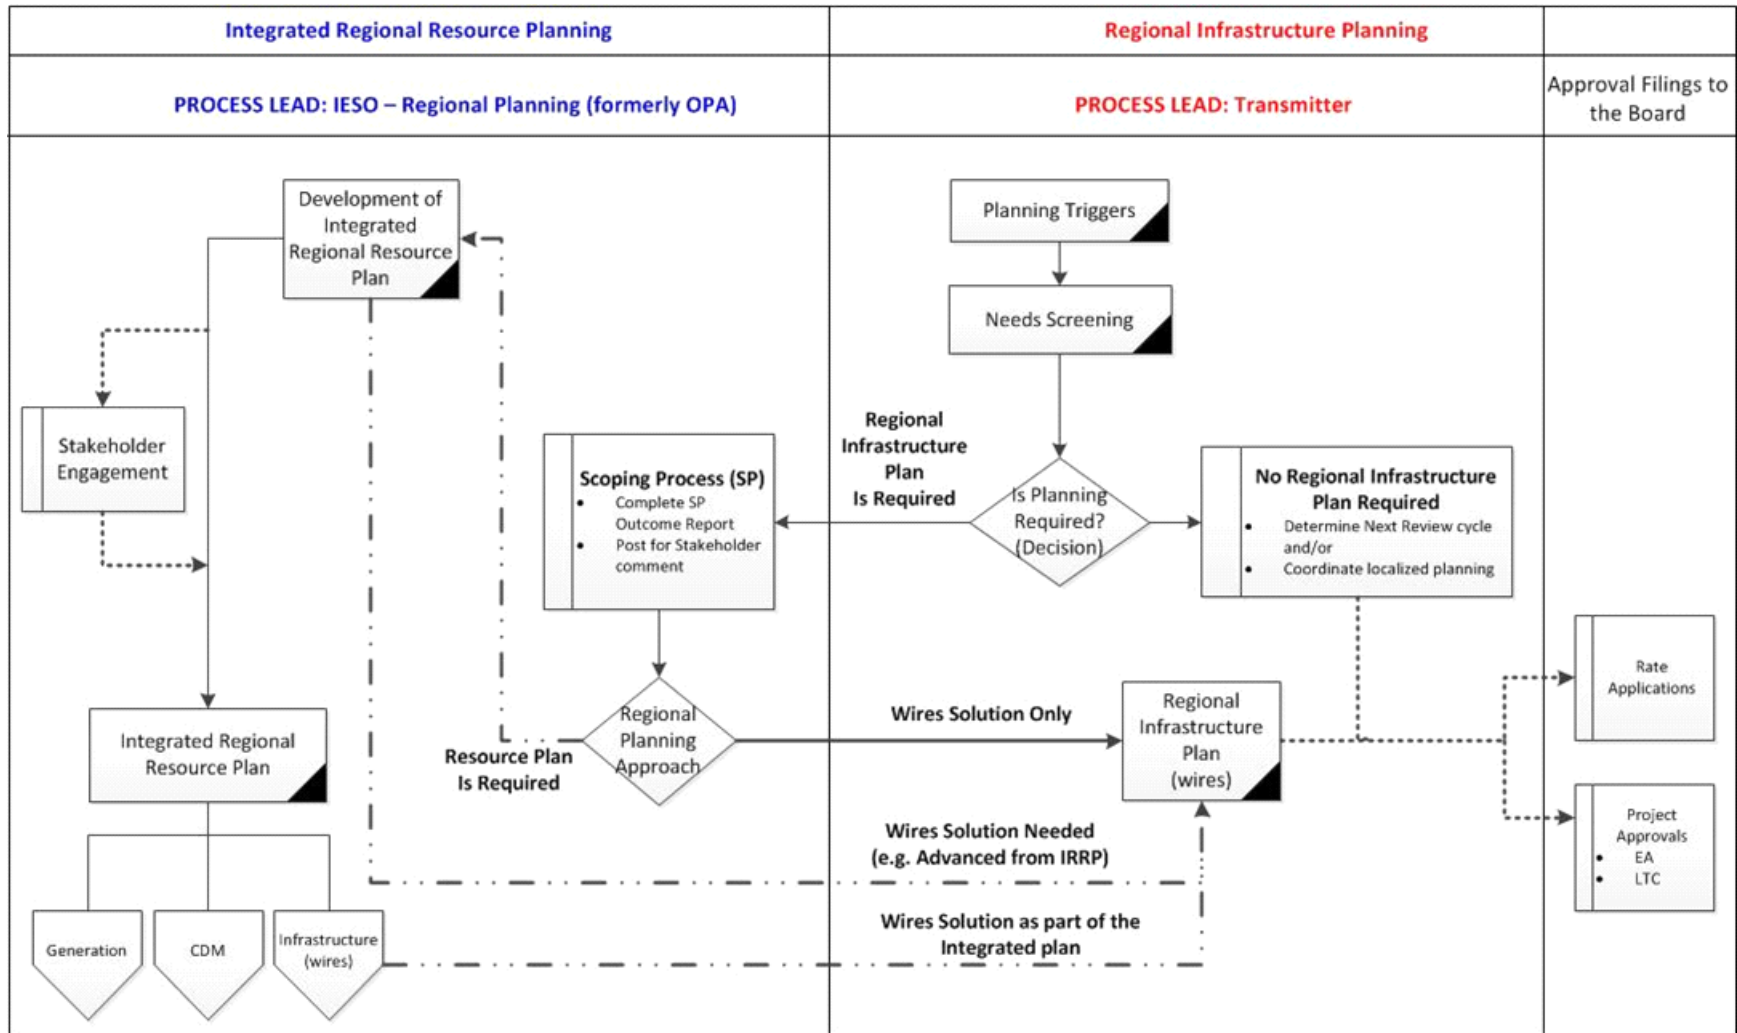 Integrated Regional Resource Planning
Regional Infrastructure Planning
PROCESS LEAD: IESO – Regional Planning (formerly OPA)
PROCESS LEAD: Transmitter
Approval Filings to
the Board
Development of
Integrated
Regional Resource
Plan
Planning Triggers
Needs Screening
Stakeholder
Engagement
Scoping Process (SP)
• Complete SP
Outcome Report
• Post for Stakeholder
comment
Regional
Infrastructure
Plan
Is Required
Is Planning
Required?
(Decision)
No Regional Infrastructure
Plan Required
• Determine Next Review cycle
and/or
• Coordinate localized planning
Rate
Applications
Integrated Regional
Resource Plan
Resource Plan
Is Required
Regional
Planning
Approach
Wires Solution Only
Regional
Infrastructure
Plan
(wires)
Project
Approvals
• EA
• LTC
Wires Solution Needed
(e.g. Advanced from IRRP)
Wires Solution as part of the
Integrated plan
Generation
CDM
Infrastructure
(wires)